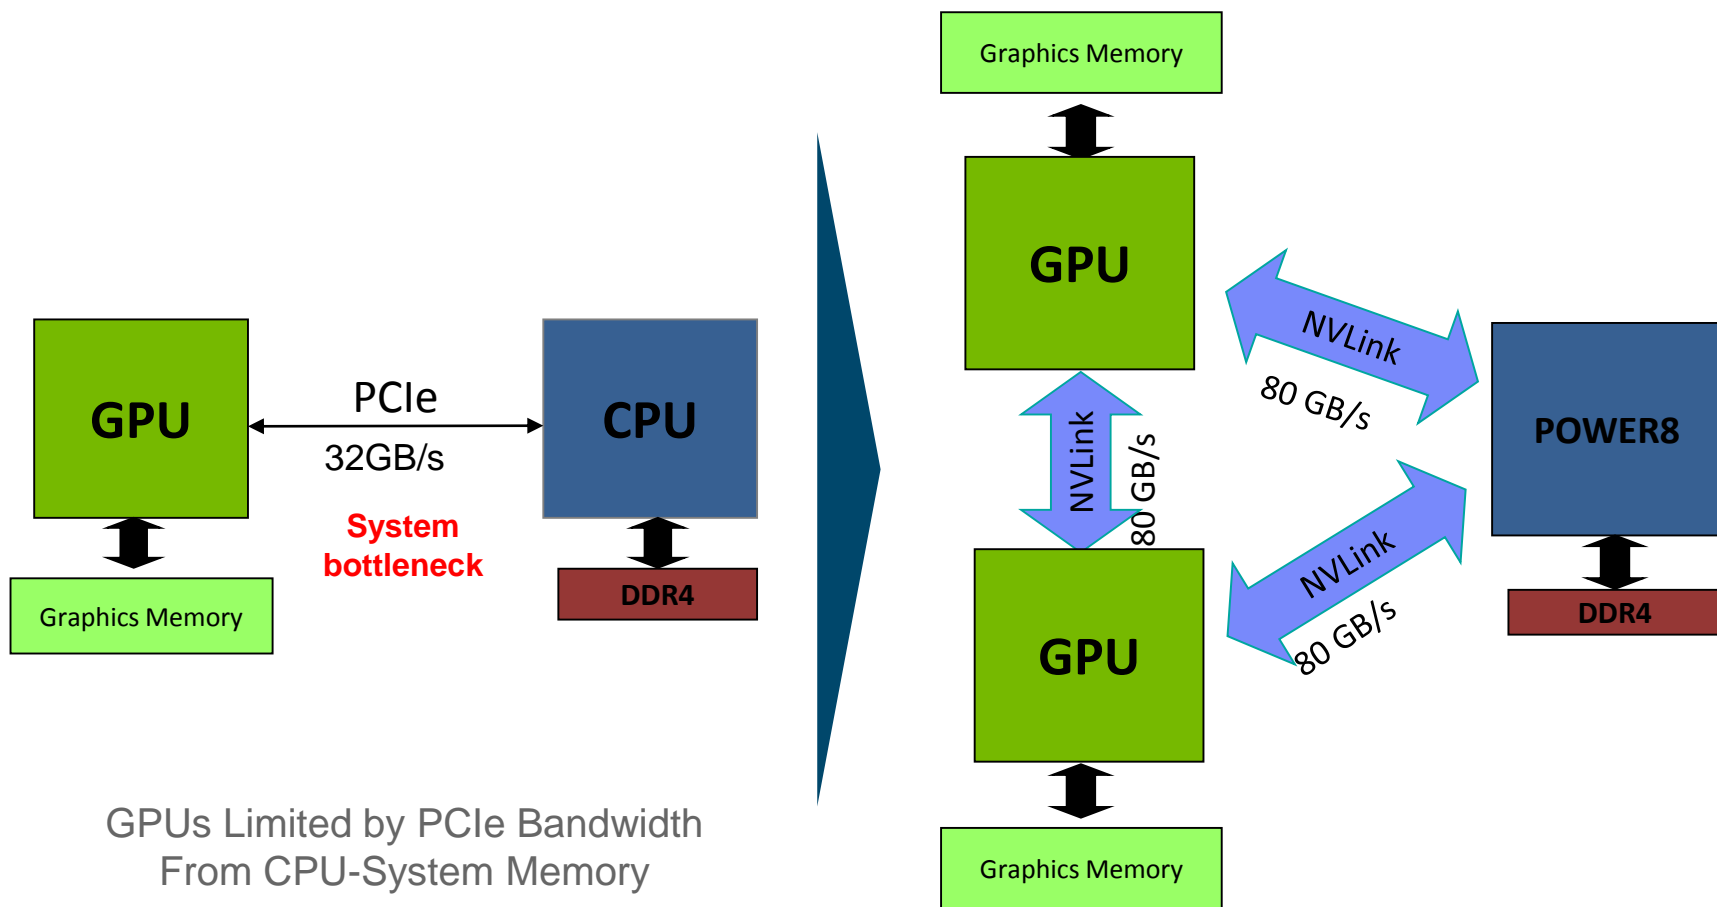 GPU
PCIe
32GB/s
CPU
System
bottleneck
Graphics Memory
DDR4
GPUs Limited by PCIe Bandwidth
From CPU-System Memory
Graphics Memory
GPU
NVLink
80 GB/s
NVLink
80 GB/s
POWER8
DDR4
NVLink
80 GB/s
GPU
Graphics Memory